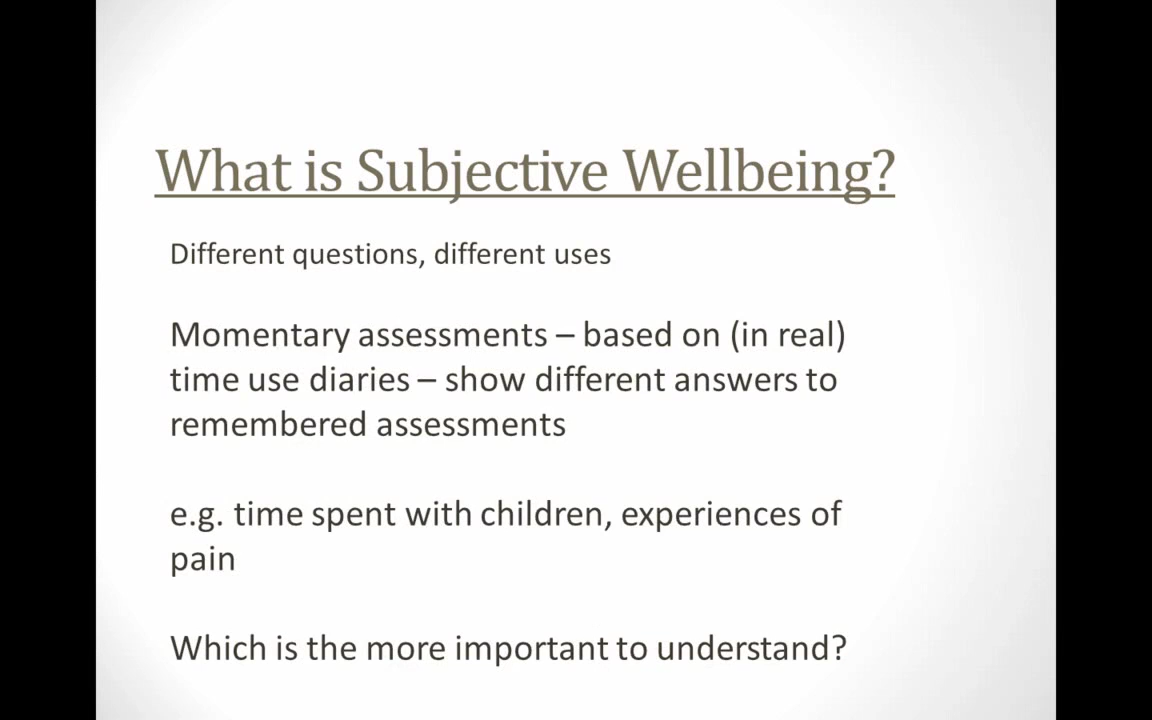 What is Subjective Wellbeing?
Different questions, different uses
Momentary assessments – based on (in real)
time use diaries – show different answers to
remembered assessments
e.g. time spent with children, experiences of
pain
Which is the more important to understand?